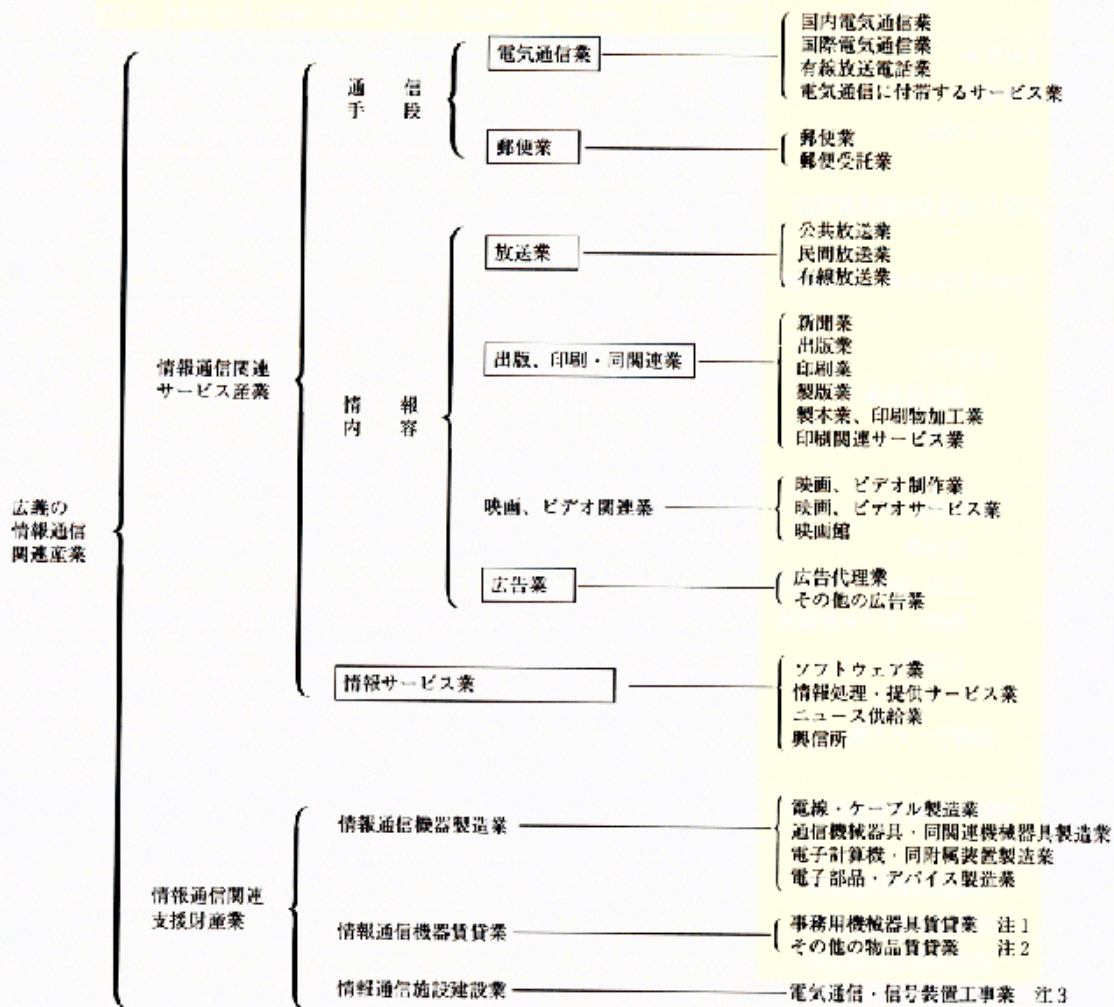 広義の
情報通信
関連産業
情報通信関連
サービス産業
通信
手段
電気通信業
国内電気通信業
国際電気通信業
有線放送電話業
電気通信に付帯するサービス業
郵便業
郵便業
郵便受託業
情報
内容
放送業
公共放送業
民間放送業
有線放送業
出版、印刷・同関連業
新聞業
出版業
印刷業
製版業
製本業、印刷物加工業
印刷関連サービス業
映画、ビデオ関連業
映画、ビデオ制作業
映画、ビデオサービス業
映画館
広告業
広告代理業
その他の広告業
情報サービス業
ソフトウェア業
情報処理・提供サービス業
ニュース供給業
興信所
情報通信関連
支援財産業
情報通信機器製造業
電線・ケーブル製造業
通信機械器具・同関連機械器具製造業
電子計算機・同附属装置製造業
電子部品・デバイス製造業
情報通信機器賃貸業
事務用機械器具賃貸業 注1
その他の物品賃貸業 注2
情報通信施設建設業
電気通信・信号装置工事業 注3